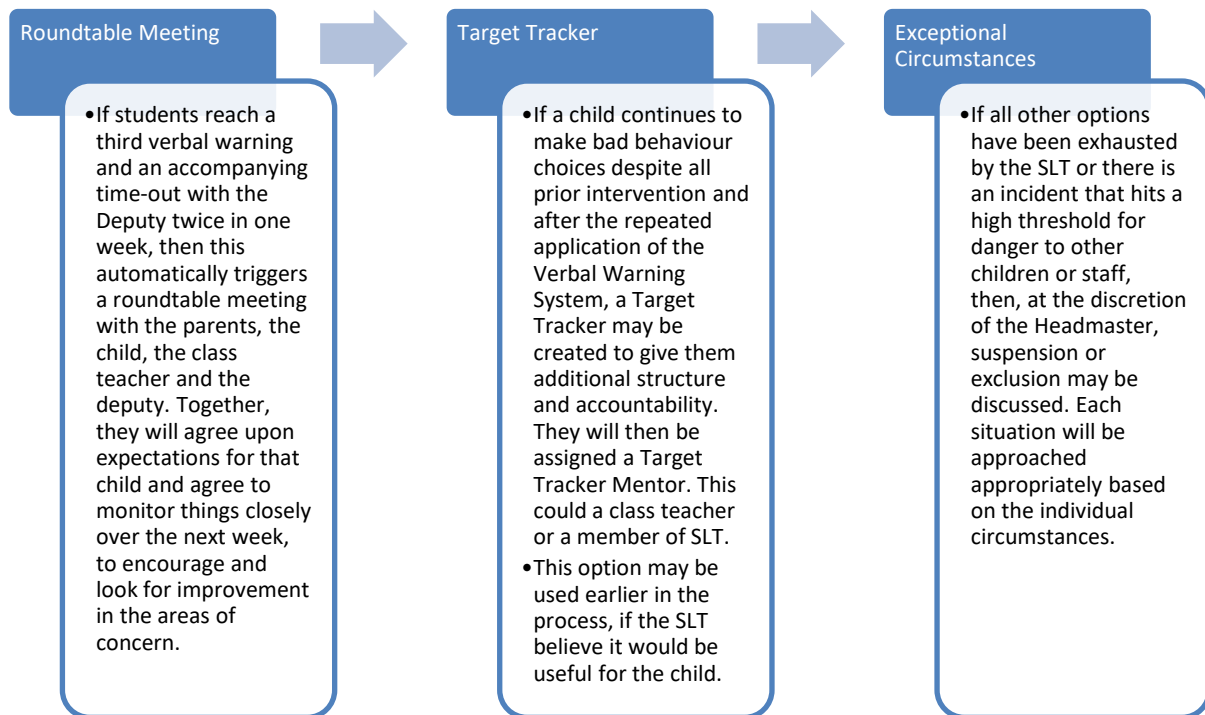 Roundtable Meeting
•If students reach a
third verbal warning
and an accompanying
time-out with the
Deputy twice in one
week, then this
automatically triggers
a roundtable meeting
with the parents, the
child, the class
teacher and the
deputy. Together,
they will agree upon
expectations for that
child and agree to
monitor things closely
over the next week,
to encourage and
look for improvement
in the areas of
concern.
Target Tracker
•If a child continues to
make bad behaviour
choices despite all
prior intervention and
after the repeated
application of the
Verbal Warning
System, a Target
Tracker may be
created to give them
additional structure
and accountability.
They will then be
assigned a Target
Tracker Mentor. This
could a class teacher
or a member of SLT.
•This option may be
used earlier in the
process, if the SLT
believe it would be
useful for the child.
Exceptional
Circumstances
•If all other options
have been exhausted
by the SLT or there is
an incident that hits a
high threshold for
danger to other
children or staff,
then, at the discretion
of the Headmaster,
suspension or
exclusion may be
discussed. Each
situation will be
approached
appropriately based
on the individual
circumstances.